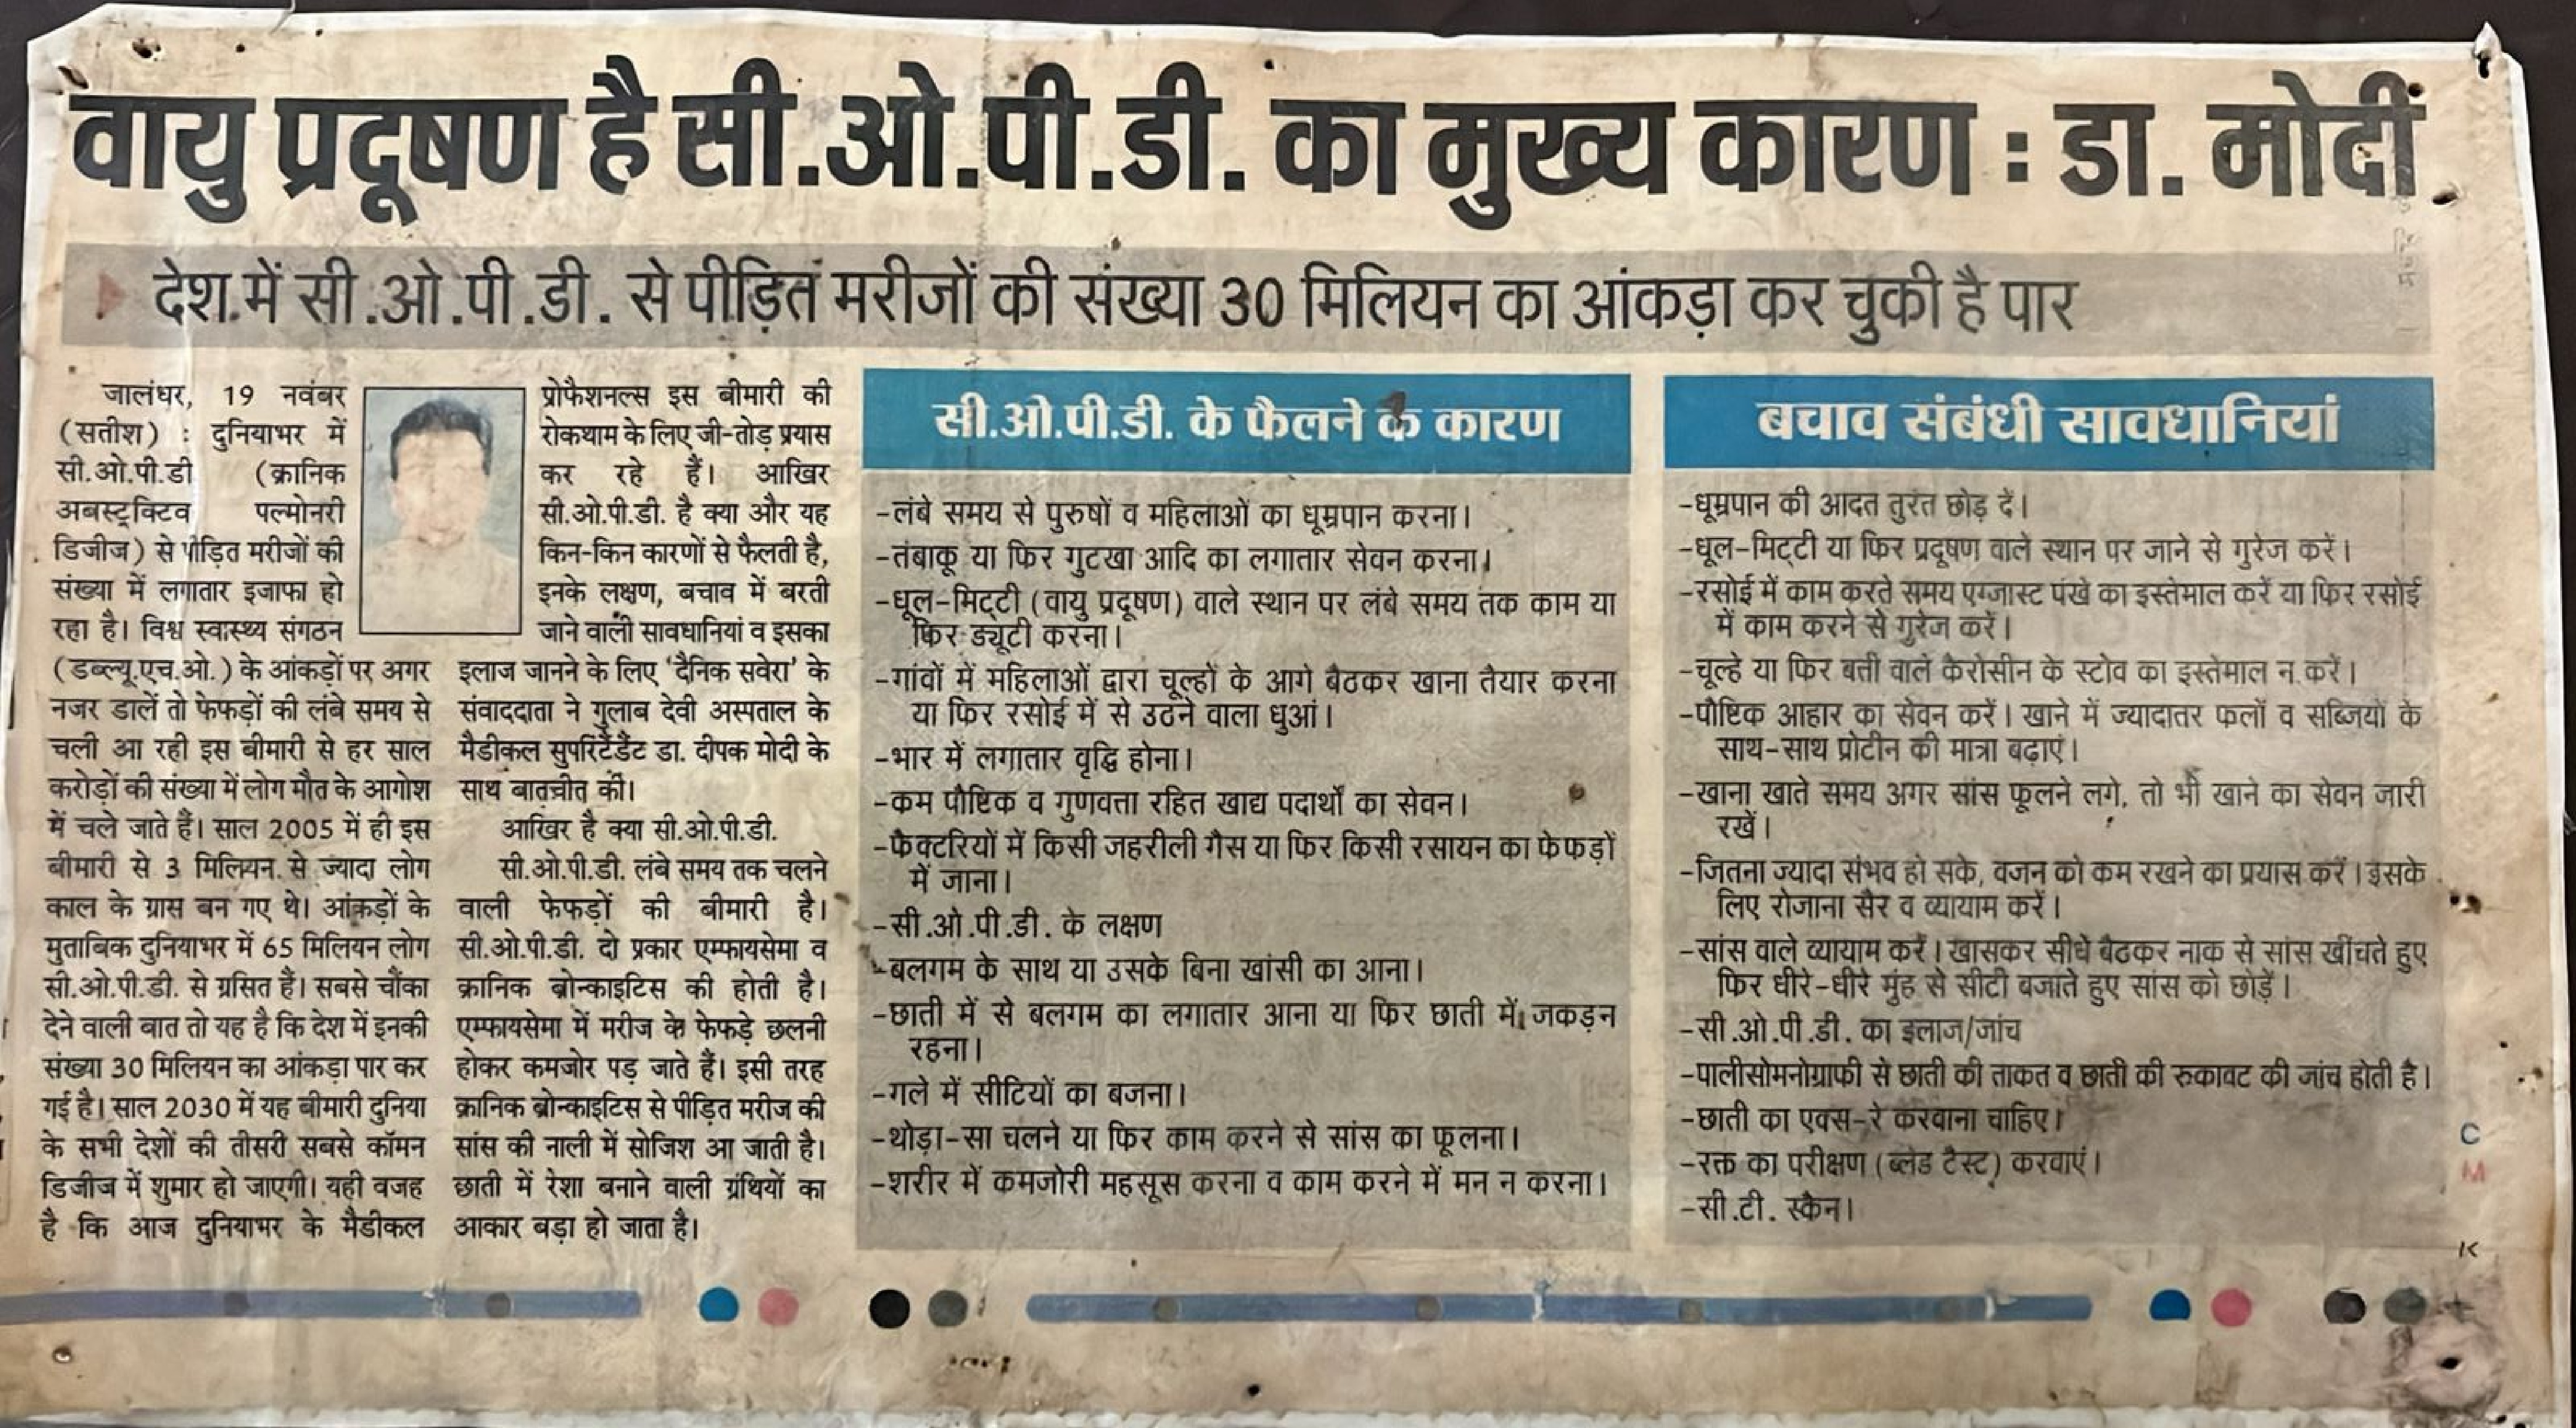 वायु प्रदूषण है सी.ओ.पी.डी. का मुख्य कारण : डा. मोदी
देश में सी.ओ.पी.डी. से पीड़ित मरीजों की संख्या 30 मिलियन का आंकड़ा कर चुकी है पार
जालंधर, 19 नवंबर
(सतीश) : दुनियाभर में
सी.ओ.पी.डी (क्रानिक
अबस्ट्रक्टिव पल्मोनरी
डिजीज) से पीड़ित मरीजों की
संख्या में लगातार इजाफा हो
रहा है। विश्व स्वास्थ्य संगठन
(डब्ल्यू.एच.ओ.) के आंकड़ों पर अगर
नजर डालें तो फेफड़ों की लंबे समय से
चली आ रही इस बीमारी से हर साल
करोड़ों की संख्या में लोग मौत के आगोश
में चले जाते हैं। साल 2005 में ही इस
बीमारी से 3 मिलियन से ज्यादा लोग
काल के ग्रास बन गए थे। आंकड़ों के
मुताबिक दुनियाभर में 65 मिलियन लोग
सी.ओ.पी.डी. से ग्रसित हैं। सबसे चौंका
देने वाली बात तो यह है कि देश में इनकी
संख्या 30 मिलियन का आंकड़ा पार कर
गई है। साल 2030 में यह बीमारी दुनिया
के सभी देशों की तीसरी सबसे कॉमन
डिजीज में शुमार हो जाएगी। यही वजह
है कि आज दुनियाभर के मैडीकल
प्रोफैशनल्स इस बीमारी की
रोकथाम के लिए जी-तोड़ प्रयास
कर रहे हैं। आखिर
सी.ओ.पी.डी. है क्या और यह
किन-किन कारणों से फैलती है,
इनके लक्षण, बचाव में बरती
जाने वाली सावधानियां व इसका
इलाज जानने के लिए 'दैनिक सवेरा' के
संवाददाता ने गुलाब देवी अस्पताल के
मैडीकल सुपरिटैंडैंट डा. दीपक मोदी के
साथ बातचीत की।
आखिर है क्या सी.ओ.पी.डी.
सी.ओ.पी.डी. लंबे समय तक चलने
वाली फेफड़ों की बीमारी है।
सी.ओ.पी.डी. दो प्रकार एम्फायसेमा व
क्रानिक ब्रोन्काइटिस की होती है।
एम्फायसेमा में मरीज के फेफड़े छलनी
होकर कमजोर पड़ जाते हैं। इसी तरह
क्रानिक ब्रोन्काइटिस से पीड़ित मरीज की
सांस की नाली में सोजिश आ जाती है।
छाती में रेशा बनाने वाली ग्रंथियों का
आकार बड़ा हो जाता है।
सी.ओ.पी.डी. के फैलने के कारण
-लंबे समय से पुरुषों व महिलाओं का धूम्रपान करना।
-तंबाकू या फिर गुटखा आदि का लगातार सेवन करना।
-धूल-मिट्टी (वायु प्रदूषण) वाले स्थान पर लंबे समय तक काम या
फिर ड्यूटी करना।
-गांवों में महिलाओं द्वारा चूल्हों के आगे बैठकर खाना तैयार करना
या फिर रसोई में से उठने वाला धुआं।
-भार में लगातार वृद्धि होना।
-कम पौष्टिक व गुणवत्ता रहित खाद्य पदार्थों का सेवन।
-फैक्टरियों में किसी जहरीली गैस या फिर किसी रसायन का फेफड़ों
में जाना।
-सी.ओ.पी.डी. के लक्षण
-बलगम के साथ या उसके बिना खांसी का आना।
-छाती में से बलगम का लगातार आना या फिर छाती में जकड़न
रहना।
-गले में सीटियों का बजना।
-थोड़ा-सा चलने या फिर काम करने से सांस का फूलना।
-शरीर में कमजोरी महसूस करना व काम करने में मन न करना।
बचाव संबंधी सावधानियां
-धूम्रपान की आदत तुरंत छोड़ दें।
-धूल-मिट्टी या फिर प्रदूषण वाले स्थान पर जाने से गुरेज करें।
-रसोई में काम करते समय एग्जास्ट पंखे का इस्तेमाल करें या फिर रसोई
में काम करने से गुरेज करें।
-चूल्हे या फिर बती वाले कैरोसीन के स्टोव का इस्तेमाल न करें।
-पौष्टिक आहार का सेवन करें। खाने में ज्यादातर फलों व सब्जियों के
साथ-साथ प्रोटीन की मात्रा बढ़ाएं।
-खाना खाते समय अगर सांस फूलने लगे, तो भी खाने का सेवन जारी
रखें।
-जितना ज्यादा संभव हो सके, वजन को कम रखने का प्रयास करें। इसके
लिए रोजाना सैर व व्यायाम करें।
-सांस वाले व्यायाम करें। खासकर सीधे बैठकर नाक से सांस खींचते हुए
फिर धीरे-धीरे मुंह से सीटी बजाते हुए सांस को छोड़ें।
-सी.ओ.पी.डी. का इलाज/जांच
-पालीसोमनोग्राफी से छाती की ताकत व छाती की रुकावट की जांच होती है।
-छाती का एक्स-रे करवाना चाहिए।
-रक्त का परीक्षण (ब्लड टैस्ट) करवाएं।
-सी.टी. स्कैन।
C
M
K